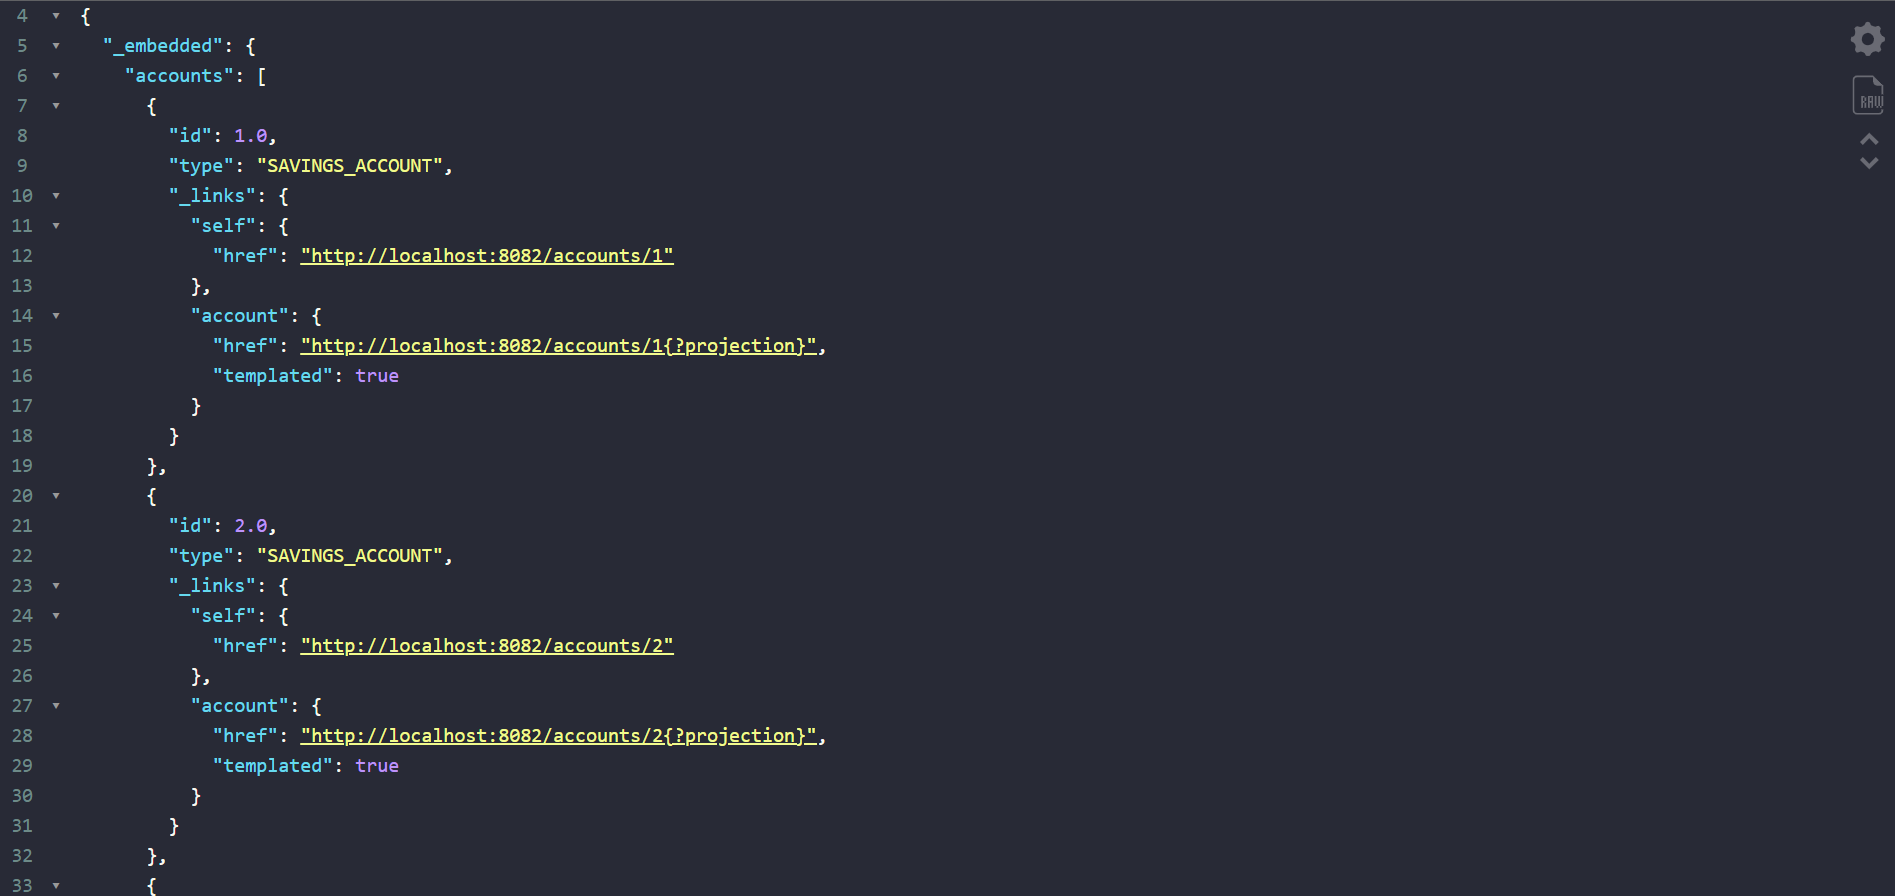 4 {
5 "_embedded": {
6 "accounts": [
7 {
8 "id": 1.0,
9 "type": "SAVINGS_ACCOUNT",
10 "_links": {
11 "self": {
12 "href": "http://localhost:8082/accounts/1"
13 },
14 "account": {
15 "href": "http://localhost:8082/accounts/1{?projection}",
16 "templated": true
17 }
18 }
19 },
20 {
21 "id": 2.0,
22 "type": "SAVINGS_ACCOUNT",
23 "_links": {
24 "self": {
25 "href": "http://localhost:8082/accounts/2"
26 },
27 "account": {
28 "href": "http://localhost:8082/accounts/2{?projection}",
29 "templated": true
30 }
31 }
32 },
33 {
RAW